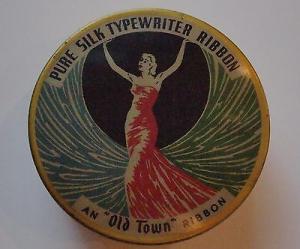 PURE SILK TYPEWRITER RIBBON
AN "Old Town" RIBBON